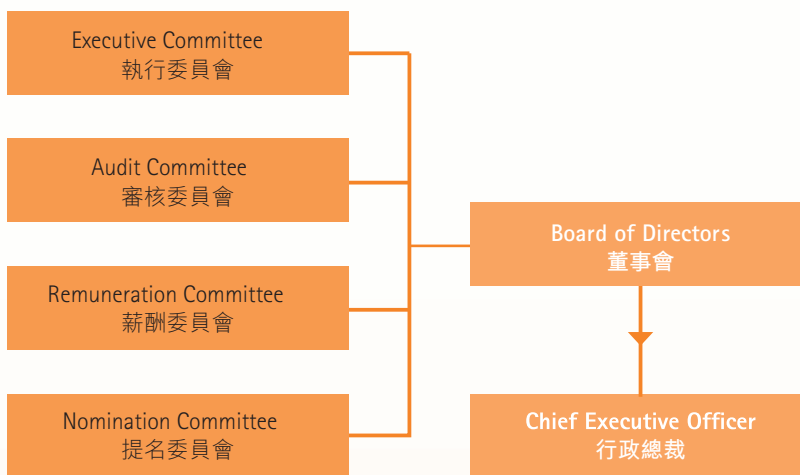 Executive Committee
執行委員會
Audit Committee
審核委員會
Remuneration Committee
薪酬委員會
Nomination Committee
提名委員會
Board of Directors
董事會
Chief Executive Officer
行政總裁